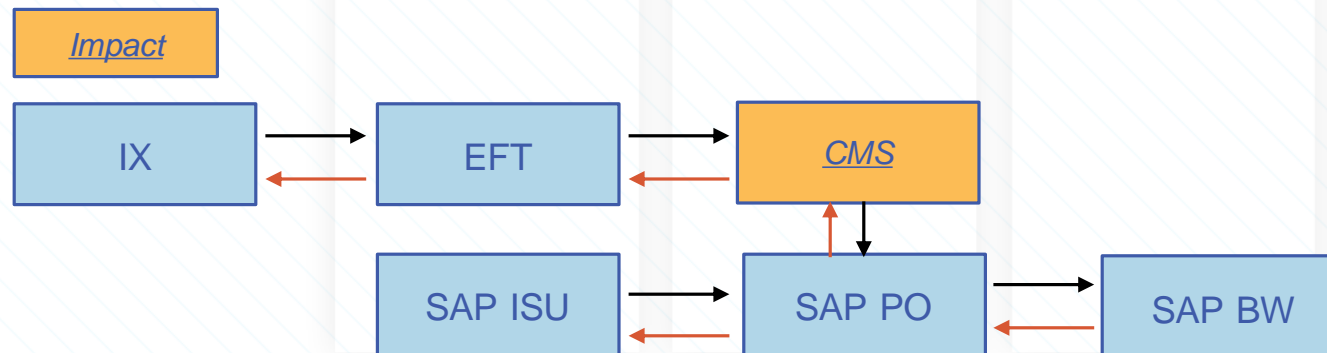 Impact
IX
EFT
CMS
SAP ISU
SAP PO
SAP BW